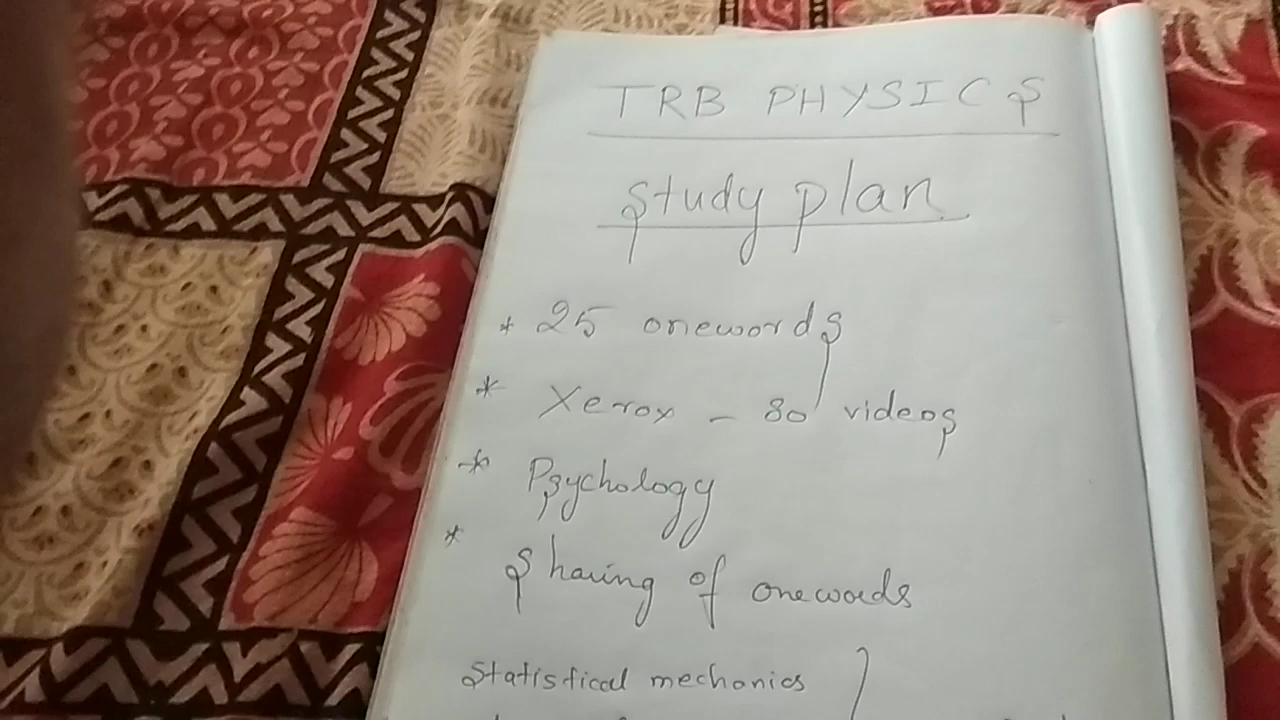 TRB PHYSICS
study plan
* 25 onewords
* Xerox - 80 videos
* Psychology
* Sharing of onewords
Statistical mechanics }